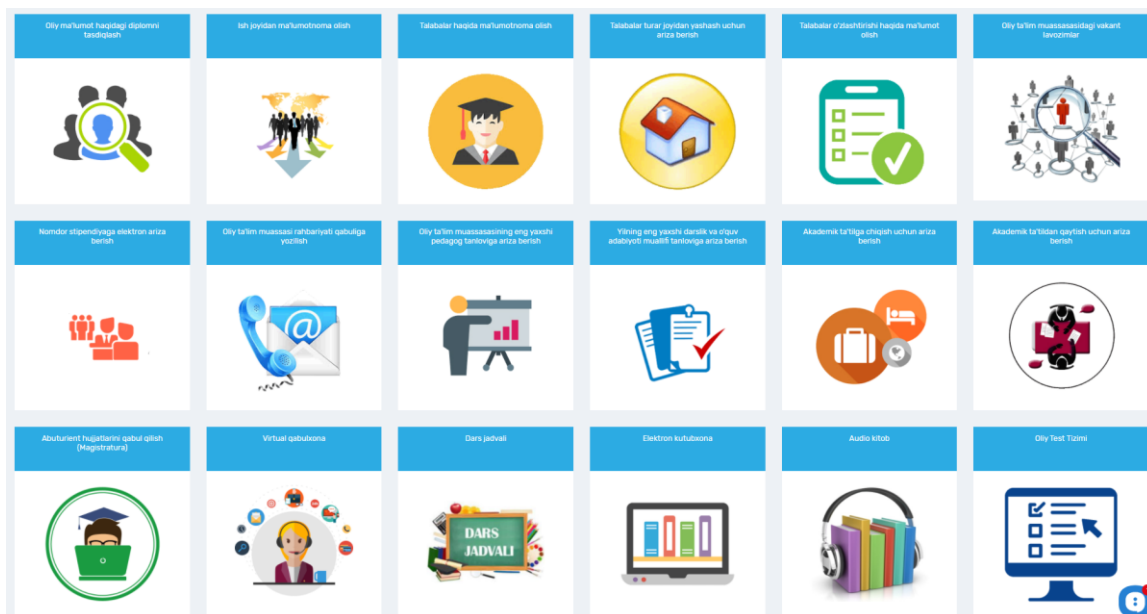 Oliy ma'lumot haqidagi diplomni
tasdiqlash
Ish joyidan ma'lumotnoma olish
Talabalar haqida ma'lumotnoma olish
Talabalar turar joyidan yashash uchun
ariza berish
Talabalar o'zlashtirishi haqida ma'lumot
olish
Oliy ta'lim muassasasidagi vakant
lavozimlar
Nomdor stipendiyaga elektron ariza
berish
Oliy ta'lim muassasi rahbariyati qabuliga
yozilish
Oliy ta'lim muassasasining eng yaxshi
pedagog tanloviga ariza berish
Yilning eng yaxshi darslik va o'quv
adabiyoti muallifi tanloviga ariza berish
Akademik ta'tilga chiqish uchun ariza
berish
Akademik ta'tildan qaytish uchun ariza
berish
Abuturient hujjatlarini qabul qilish
(Magistratura)
Virtual qabulxona
Dars jadvali
DARS
JADVALI
Elektron kutubxona
Audio kitob
Oliy Test Tizimi